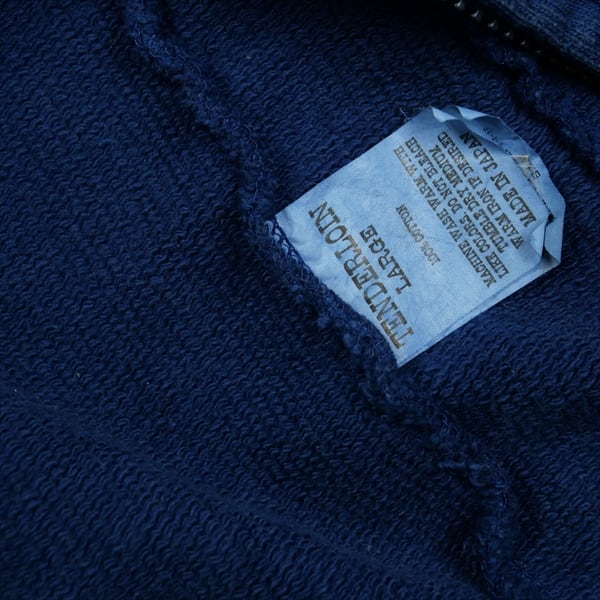 TENDERLOIN
LARGE
100% COTTON
MACHINE WASH WARM WITH
LIKE COLORS. DO NOT BLEACH
TUMBLE DRY MEDIUM
WARM IRON IF DESIRED
MADE IN JAPAN